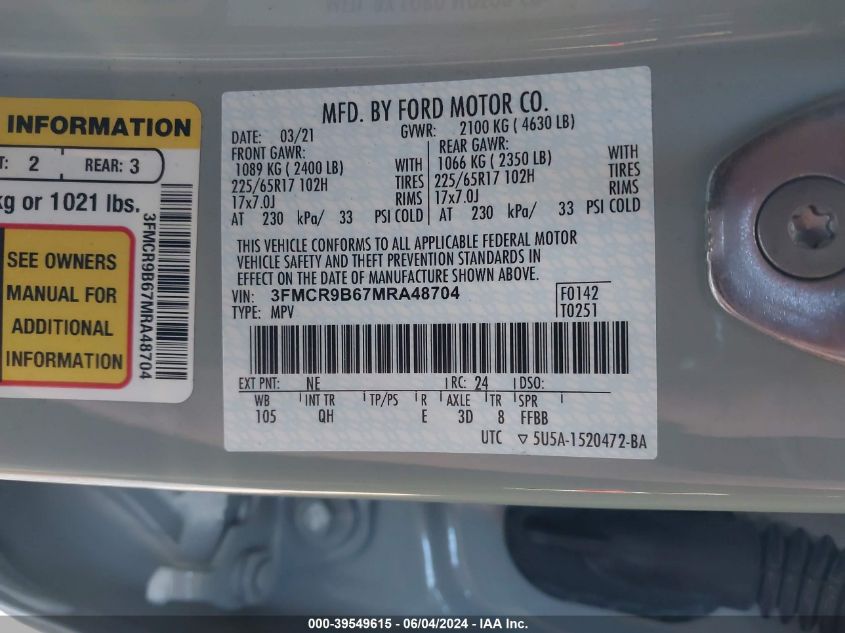 INFORMATION
T: 2 REAR: 3
kg or 1021 lbs.
SEE OWNERS
MANUAL FOR
ADDITIONAL
INFORMATION
3FMCR9B67MRA48704
MFD. BY FORD MOTOR CO.
DATE: 03/21 GVWR: 2100 KG ( 4630 LB)
FRONT GAWR: REAR GAWR:
1089 KG ( 2400 LB) WITH 1066 KG ( 2350 LB) WITH
225/65R17 102H TIRES 225/65R17 102H TIRES
17x7.0J RIMS 17x7.0J RIMS
AT 230 kPa/ 33 PSI COLD AT 230 kPa/ 33 PSI COLD
THIS VEHICLE CONFORMS TO ALL APPLICABLE FEDERAL MOTOR
VEHICLE SAFETY AND THEFT PREVENTION STANDARDS IN
EFFECT ON THE DATE OF MANUFACTURE SHOWN ABOVE.
VIN: 3FMCR9B67MRA48704 F0142
TYPE: MPV T0251
EXT PNT: NE RC: 24 DSO:
WB INT TR TP/PS R AXLE TR SPR
105 QH E 3D 8 FFBB
UTC ▽ 5U5A-1520472-BA
000-39549615 - 06/04/2024 - IAA Inc.